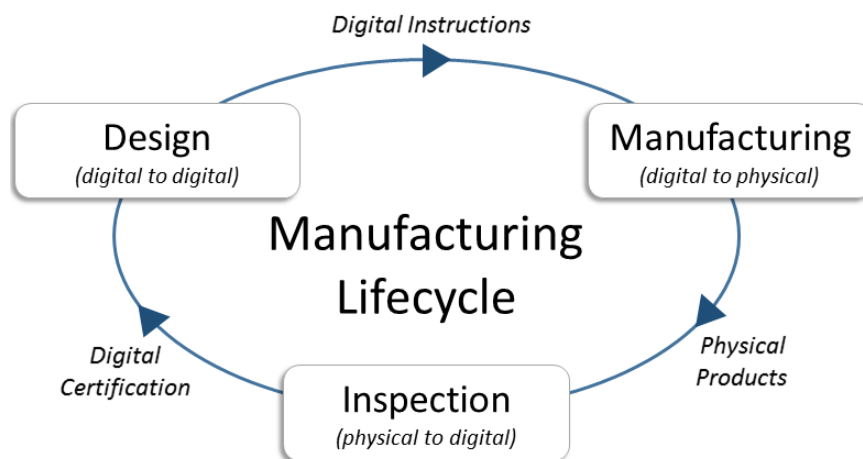 Digital Instructions
Design
(digital to digital)
Manufacturing
(digital to physical)
Manufacturing
Lifecycle
Digital
Certification
Physical
Products
Inspection
(physical to digital)